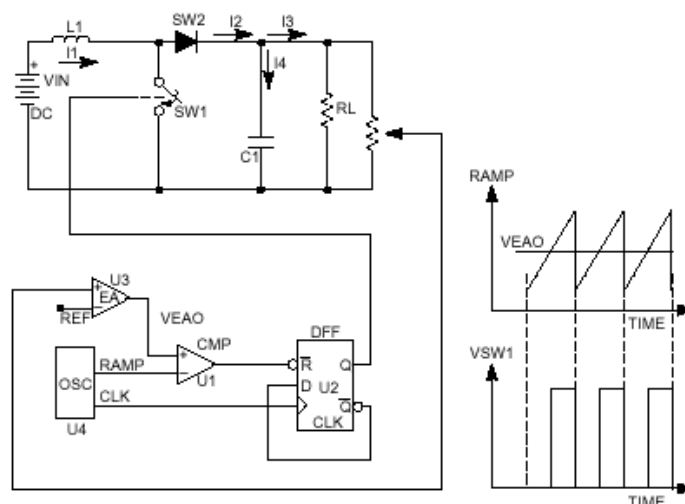 L1
I1
SW2
I2
I3
I4
+
VIN
DC
SW1
C1
RL
U3
+
EA
−
REF
VEAO
CMP
+
−
U1
OSC
RAMP
CLK
U4
DFF
R
Q
D
U2
Q
CLK
RAMP
VEAO
TIME
VSW1
TIME